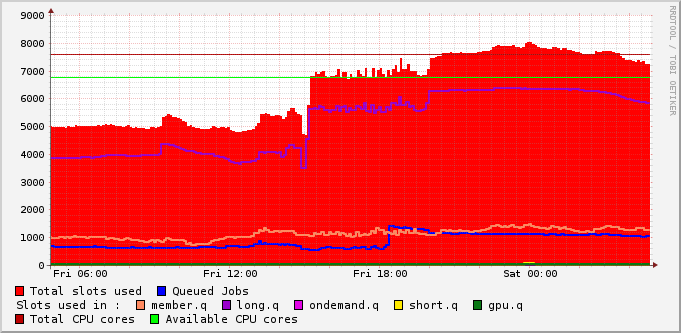 RRDTOOL / TOBI OETIKER
9000
8000
7000
6000
5000
4000
3000
2000
1000
0
Fri 06:00 Fri 12:00 Fri 18:00 Sat 00:00
Total slots used Queued Jobs
Slots used in : member.q long.q ondemand.q short.q gpu.q
Total CPU cores Available CPU cores